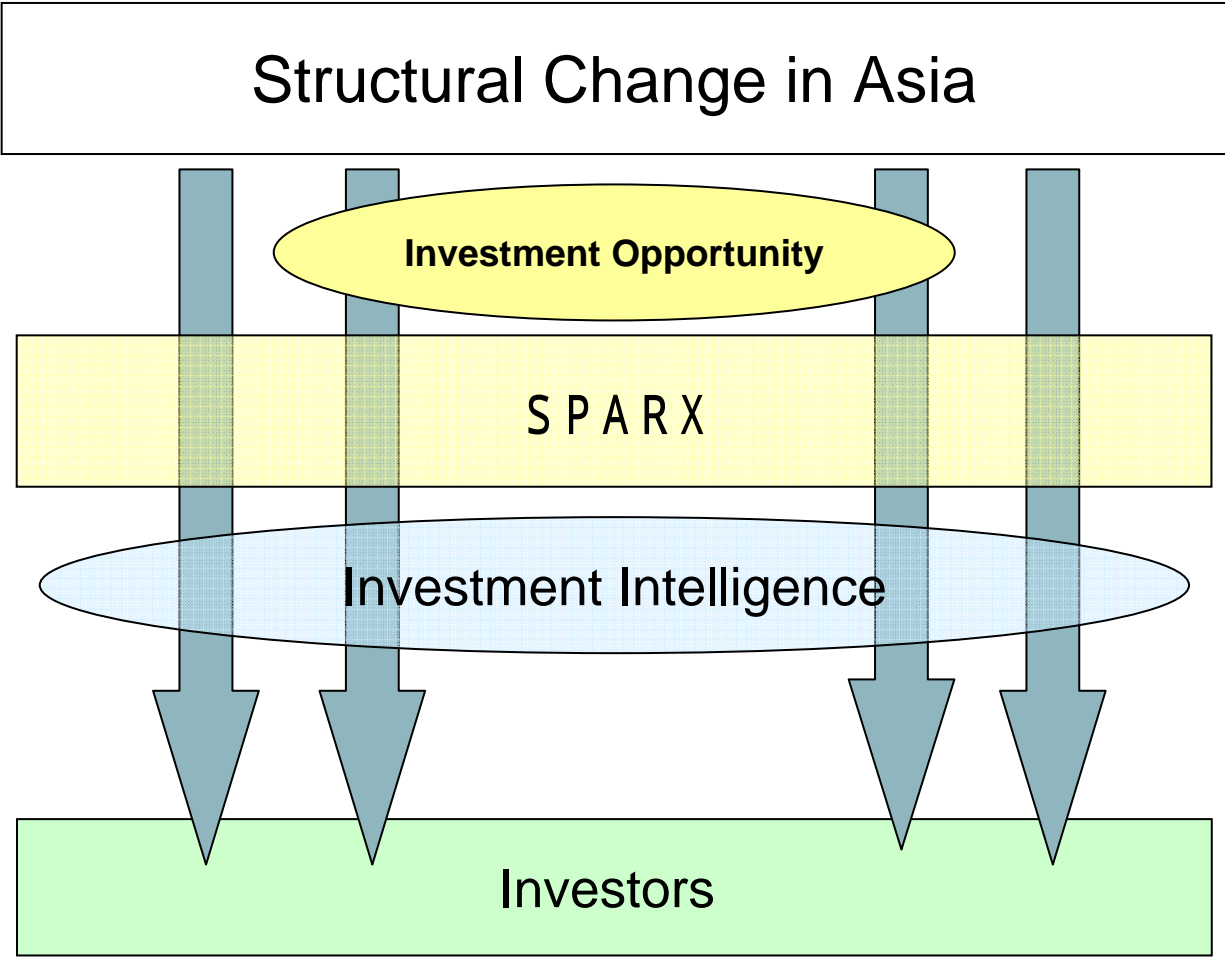 Structural Change in Asia
Investment Opportunity
SPARX
Investment Intelligence
Investors